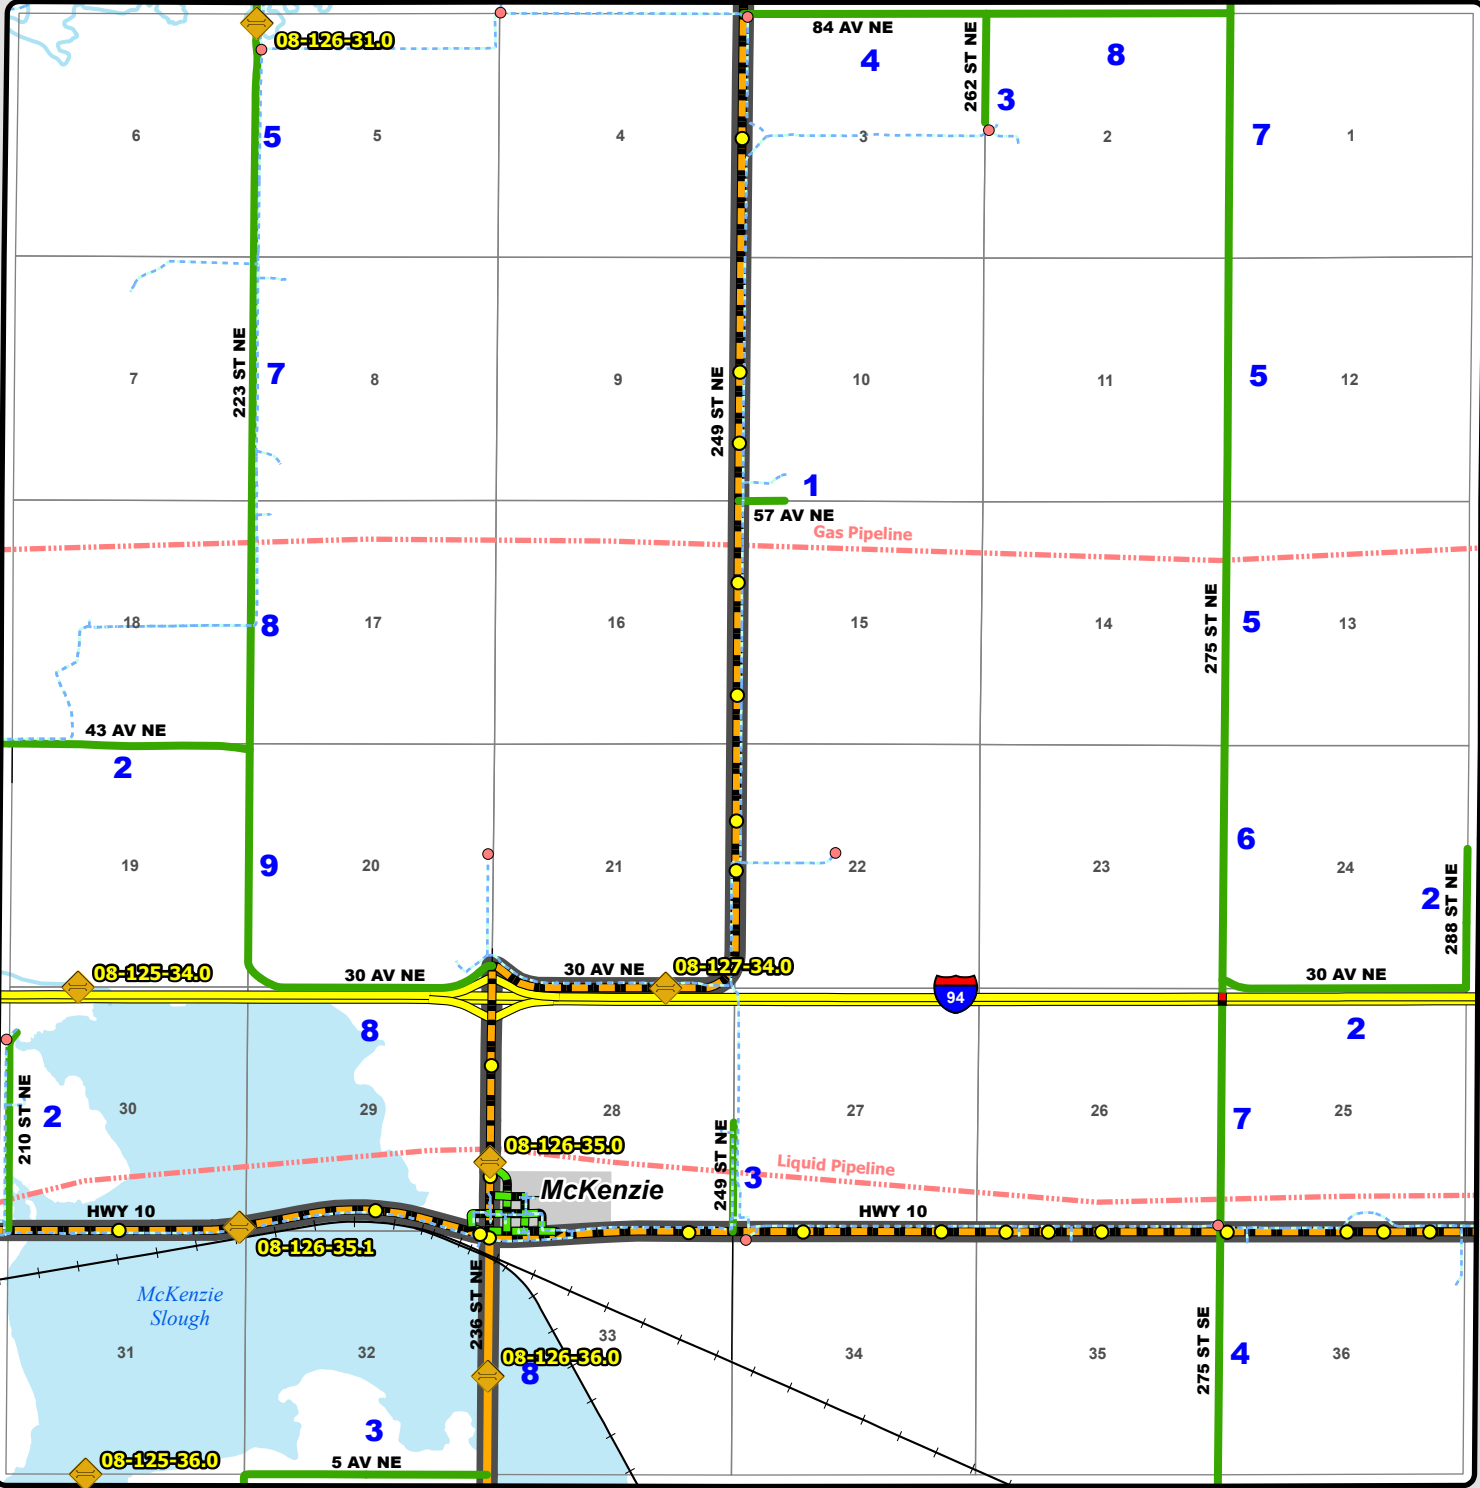 84 AV NE
08-126-31.0
262 ST NE
4
8
3
6
5
5
4
3
2
7
1
223 ST NE
249 ST NE
7
7
8
9
10
11
5
12
1
57 AV NE
Gas Pipeline
275 ST NE
18
8
17
16
15
14
5
13
43 AV NE
2
19
9
20
21
22
23
6
24
2
288 ST NE
08-125-34.0
30 AV NE
30 AV NE
08-127-34.0
94
30 AV NE
8
2
210 ST NE
2
30
29
28
27
26
7
25
08-126-35.0
249 ST NE
3
Liquid Pipeline
McKenzie
HWY 10
HWY 10
08-126-35.1
236 ST NE
McKenzie
Slough
31
32
33
08-126-36.0
8
34
35
275 ST SE
4
36
3
08-125-36.0
5 AV NE